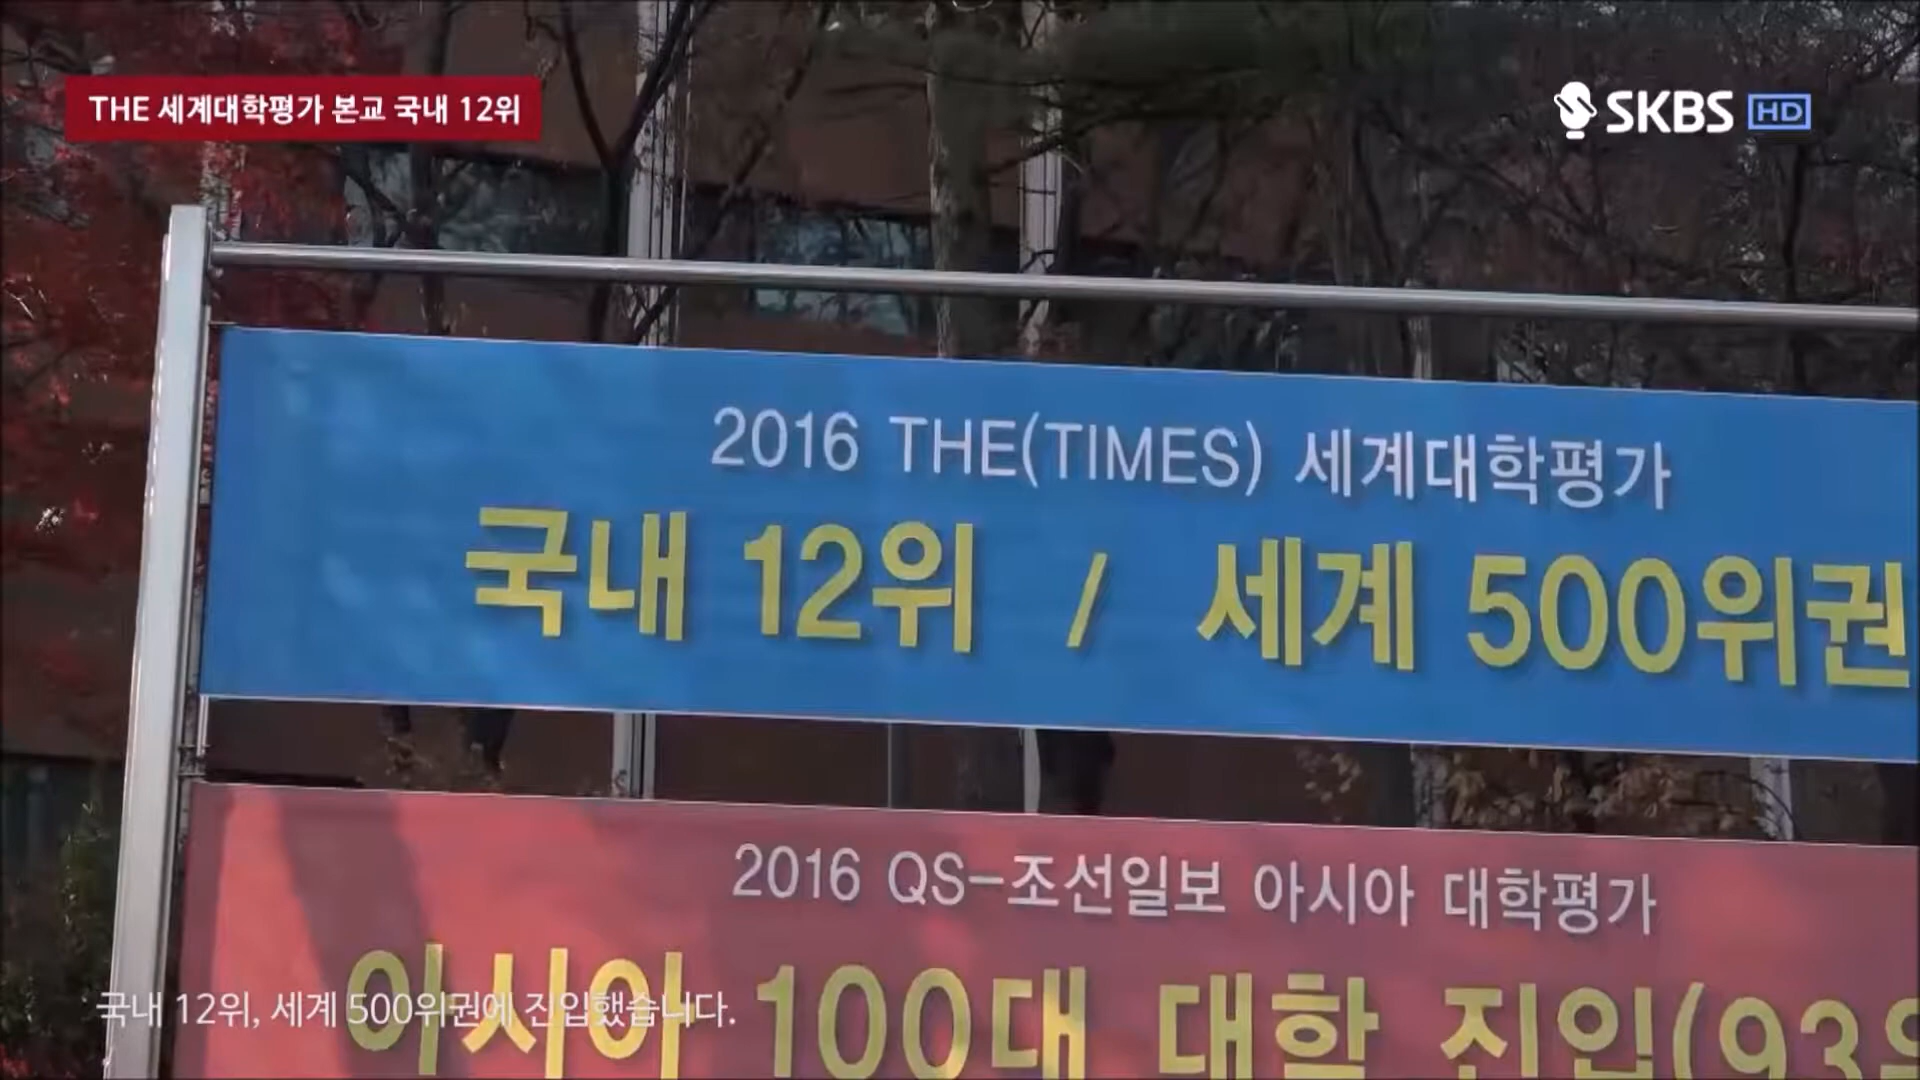 THE 세계대학평가 본교 국내 12위
SKBS HD
2016 THE(TIMES) 세계대학평가
국내 12위 / 세계 500위권
2016 QS-조선일보 아시아 대학평가
아시아 100대 대학 진입(93위
국내 12위, 세계 500위권에 진입했습니다.